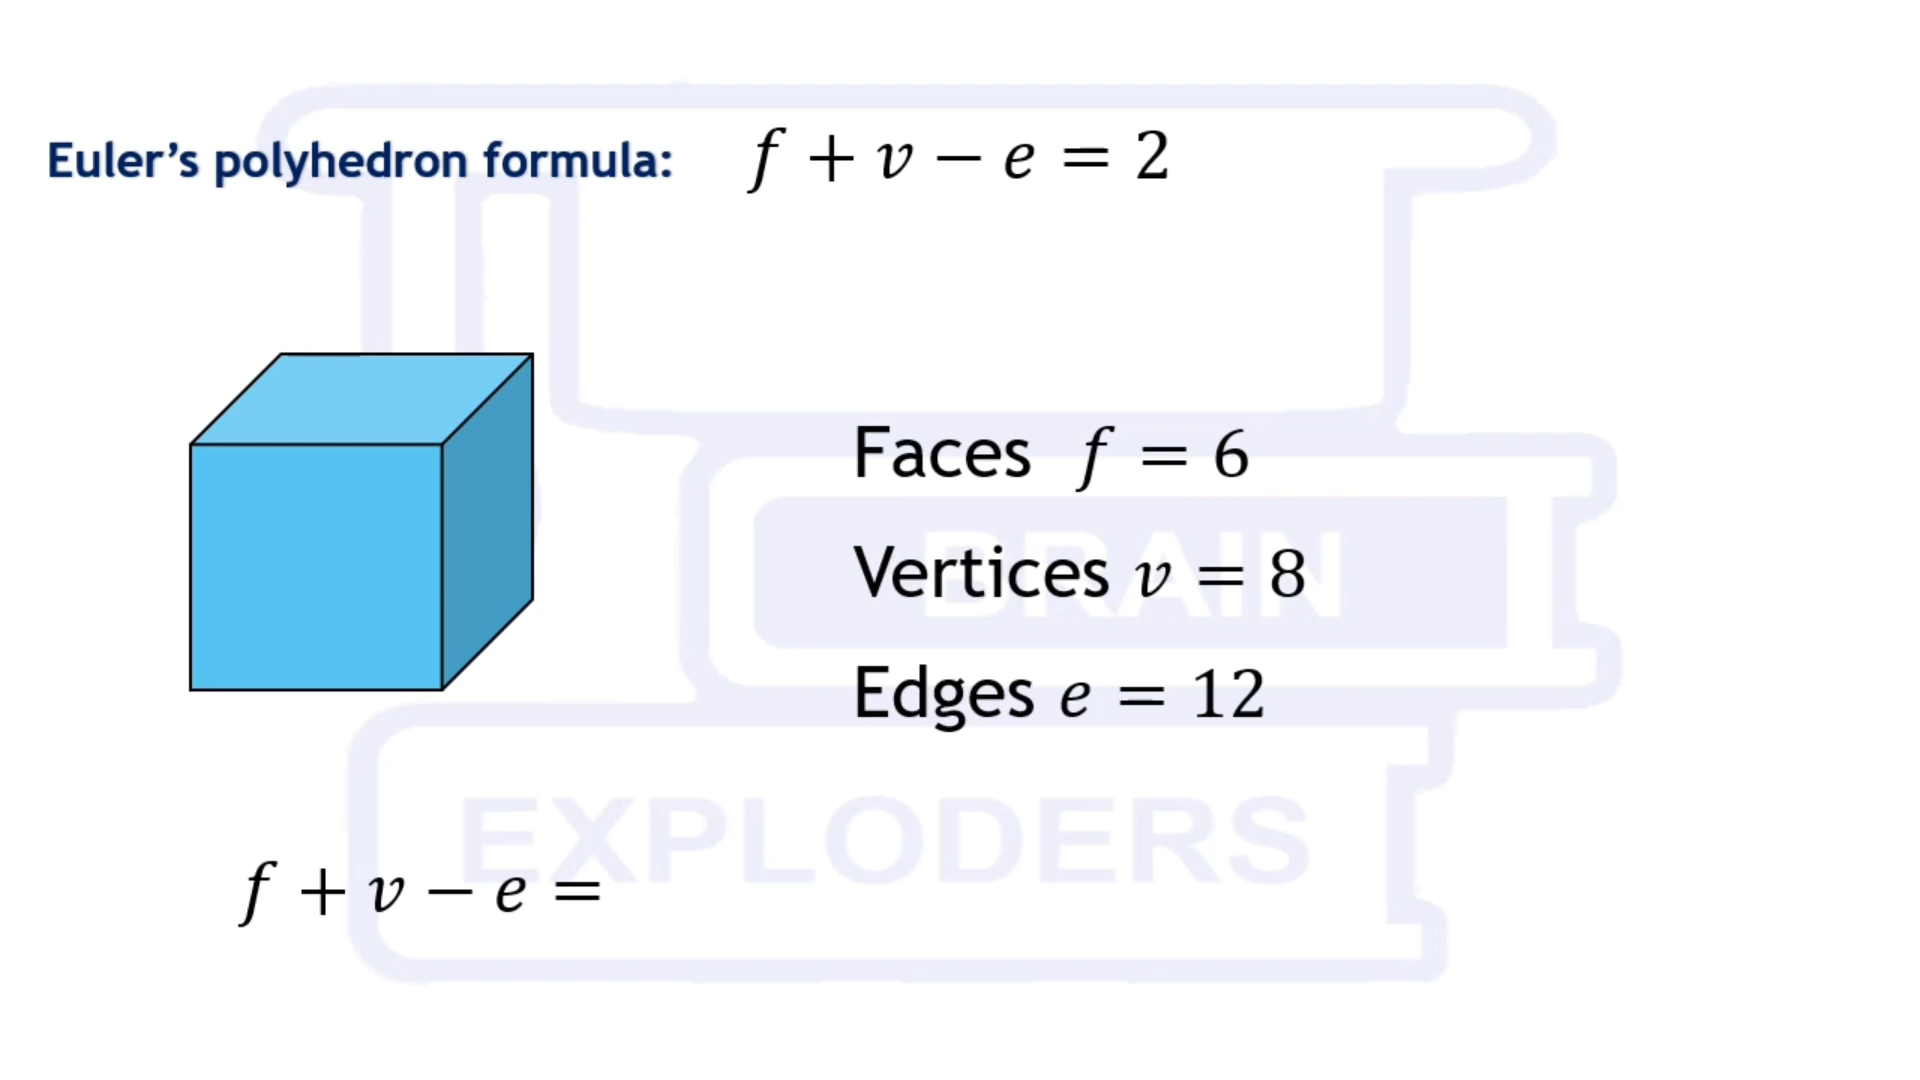 Euler’s polyhedron formula: f + v − e = 2
Faces f = 6
BRAIN
Vertices v = 8
Edges e = 12
EXPLODERS
f + v − e =